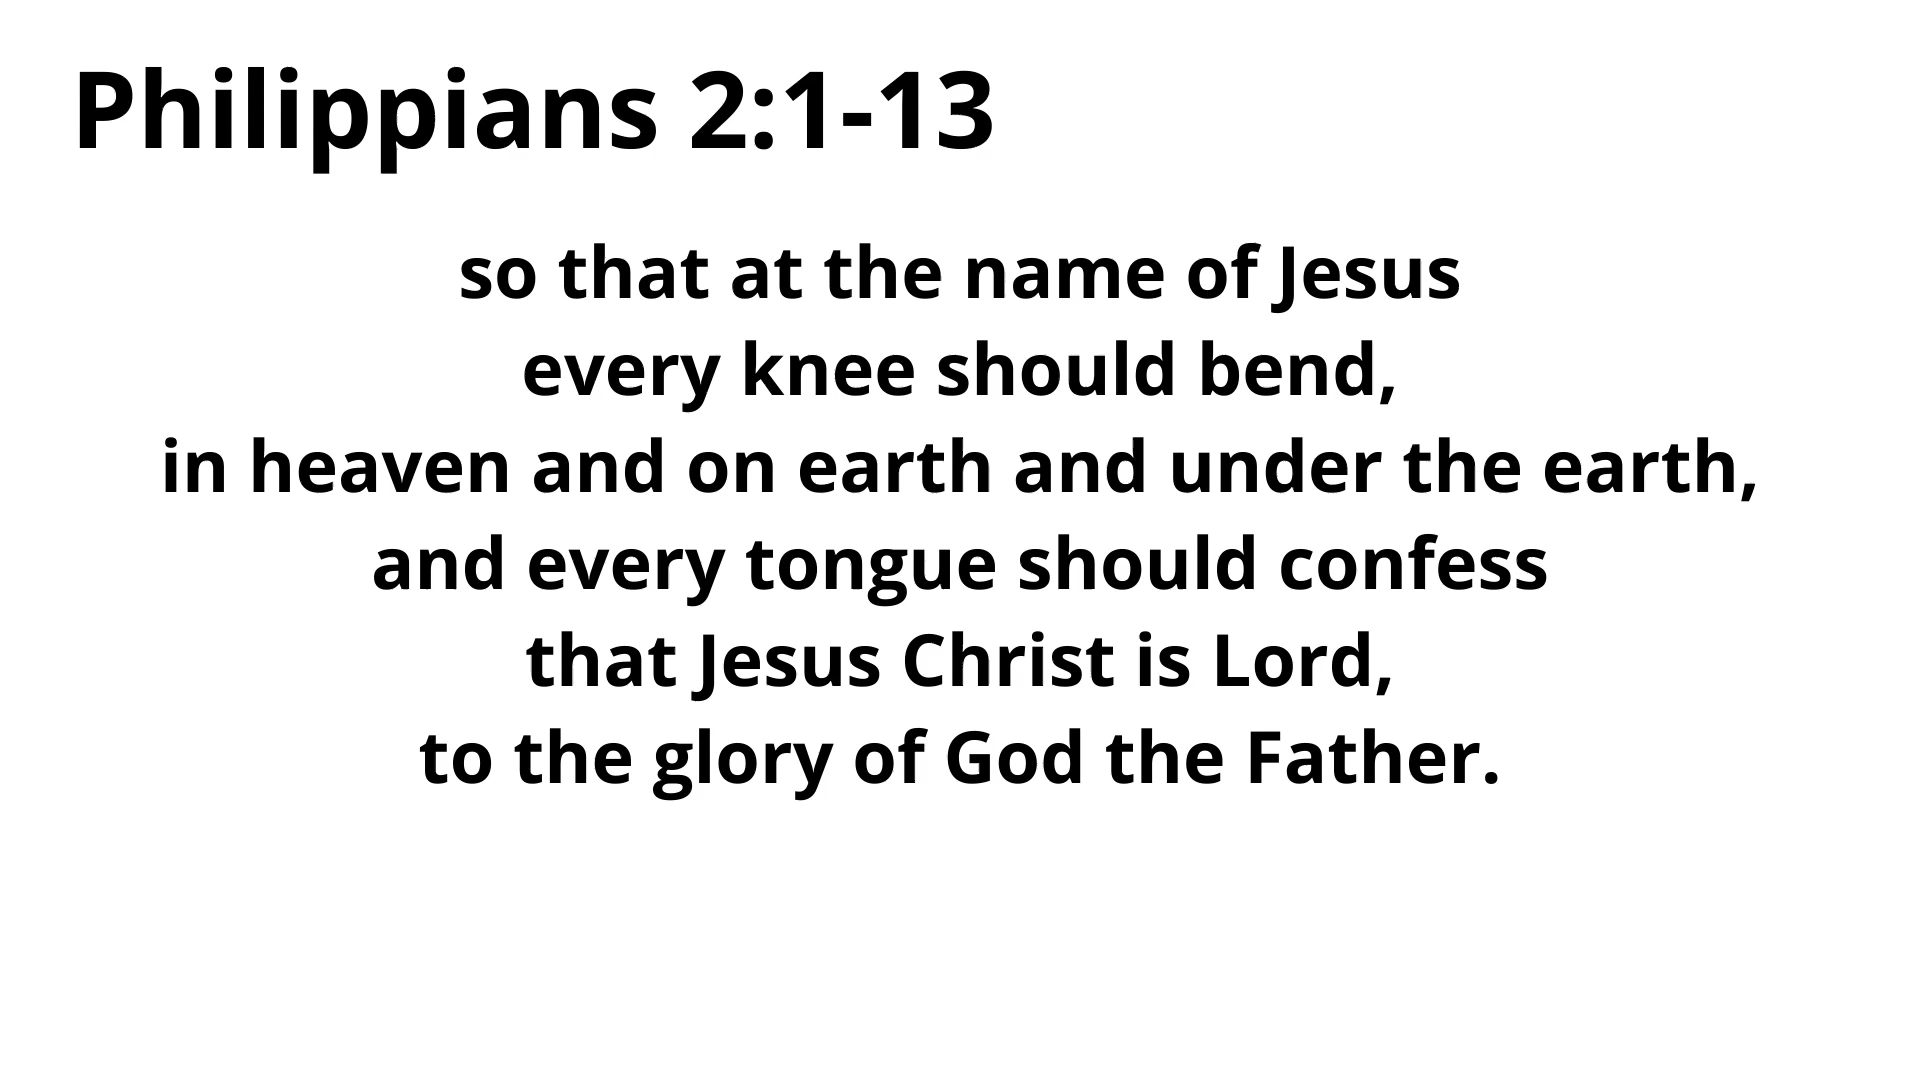 Philippians 2:1-13
so that at the name of Jesus
every knee should bend,
in heaven and on earth and under the earth,
and every tongue should confess
that Jesus Christ is Lord,
to the glory of God the Father.